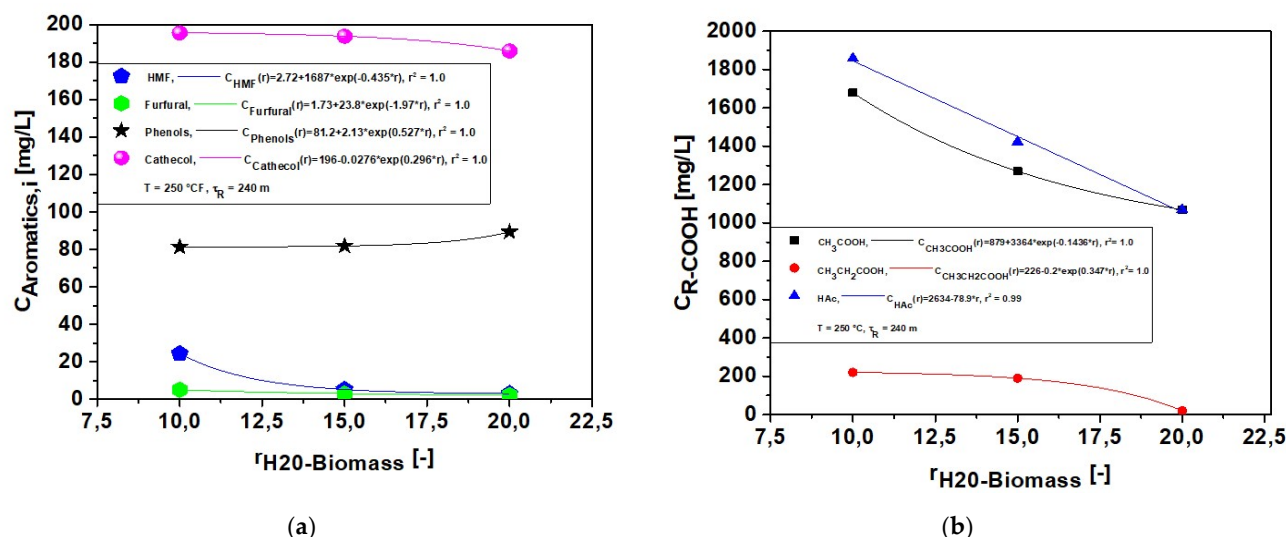 200
180
160
140
120
100
80
60
40
20
0
C_Aromatics,i [mg/L]
HMF, C_HMF(r)=2.72+1687*exp(-0.435*r), r² = 1.0
Furfural, C_Furfural(r)=1.73+23.8*exp(-1.97*r), r² = 1.0
Phenols, C_Phenols(r)=81.2+2.13*exp(0.527*r), r² = 1.0
Cathecol, C_Cathecol(r)=196-0.0276*exp(0.296*r), r² = 1.0
T = 250 °CF, τ_R = 240 m
7,5 10,0 12,5 15,0 17,5 20,0 22,5
r_H20-Biomass [-]
(a)
2000
1800
1600
1400
1200
1000
800
600
400
200
0
C_R-COOH [mg/L]
CH₃COOH, C_CH3COOH(r)=879+3364*exp(-0.1436*r), r²= 1.0
CH₃CH₂COOH, C_CH3CH2COOH(r)=226-0.2*exp(0.347*r), r²= 1.0
HAc, C_HAc(r)=2634-78.9*r, r² = 0.99
T = 250 °C, τ_R = 240 m
7,5 10,0 12,5 15,0 17,5 20,0 22,5
r_H20-Biomass [-]
(b)